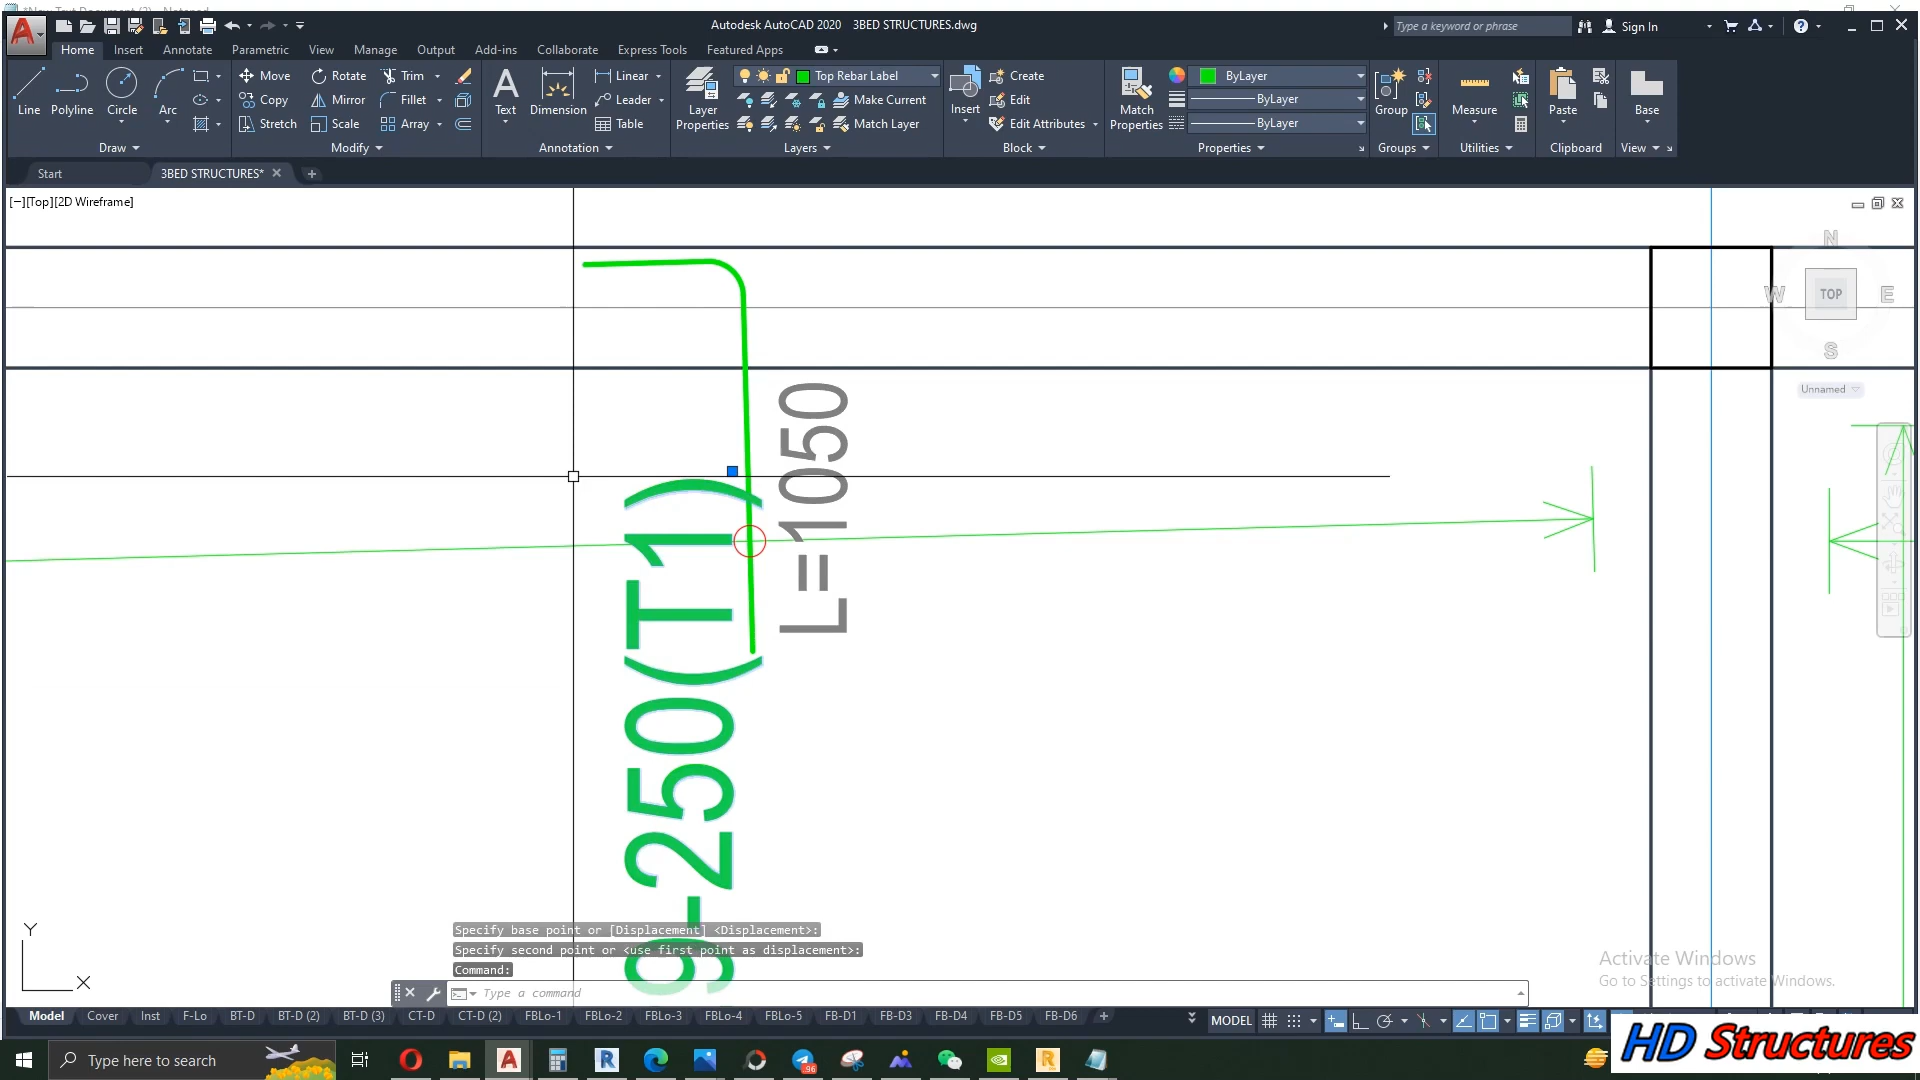 Autodesk AutoCAD 2020 3BED STRUCTURES.dwg
Type a keyword or phrase
Sign In
Home Insert Annotate Parametric View Manage Output Add-ins Collaborate Express Tools Featured Apps
Line Polyline Circle Arc
Move Rotate Trim
Copy Mirror Fillet
Stretch Scale Array
Text Dimension
Linear
Leader
Table
Layer Properties
Top Rebar Label
Make Current
Match Layer
Insert
Create
Edit
Edit Attributes
Match Properties
ByLayer
ByLayer
ByLayer
Group
Measure
Paste
Base
Draw Modify Annotation Layers Block Properties Groups Utilities Clipboard View
Start 3BED STRUCTURES*
[−][Top][2D Wireframe]
N
W TOP E
S
Unnamed
L=1050
9-250(T1)
Y
X
Specify base point or [Displacement] <Displacement>:
Specify second point or <use first point as displacement>:
Command:
Type a command
Activate Windows
Go to Settings to activate Windows.
Model Cover Inst F-Lo BT-D BT-D (2) BT-D (3) CT-D CT-D (2) FBLo-1 FBLo-2 FBLo-3 FBLo-4 FBLo-5 FB-D1 FB-D3 FB-D4 FB-D5 FB-D6
MODEL
Type here to search
.96
HD Structures